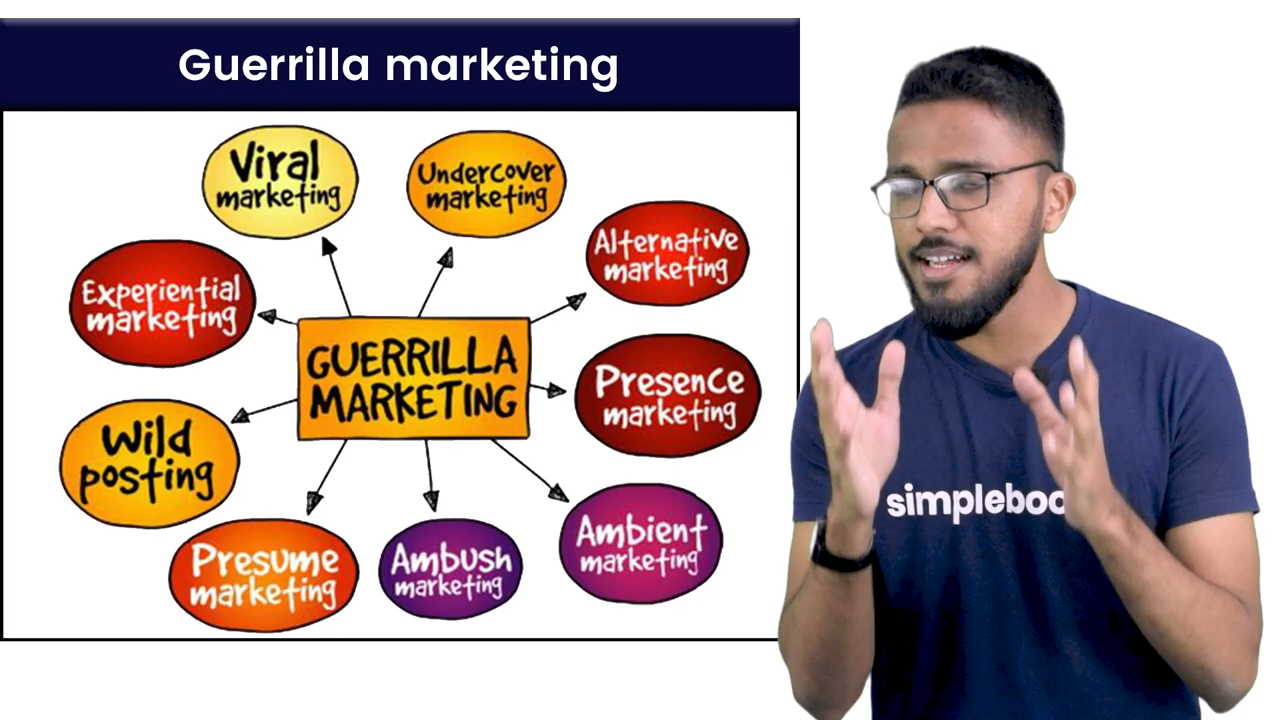 Guerrilla marketing
Viral
marketing
Undercover
marketing
Alternative
marketing
Experiential
marketing
GUERRILLA
MARKETING
Presence
marketing
Wild
posting
Ambient
marketing
Presume
marketing
Ambush
marketing